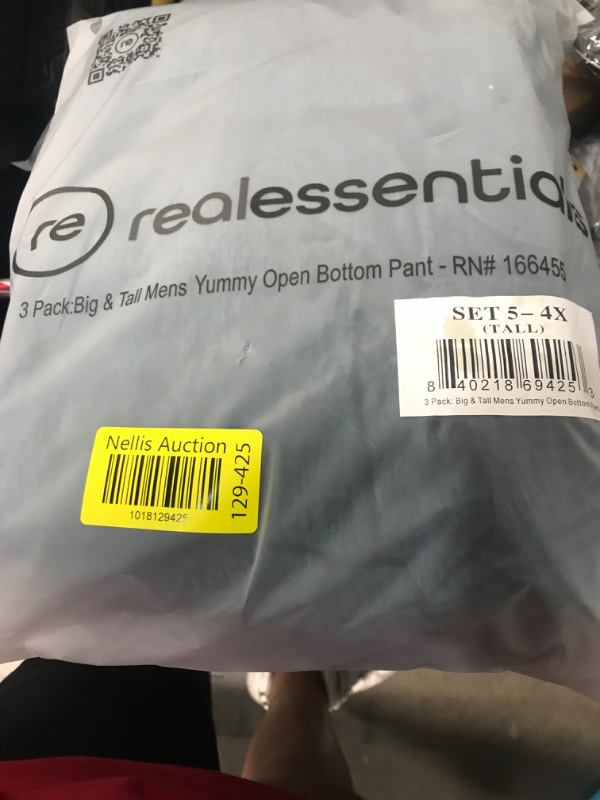 re realessentials
3 Pack:Big & Tall Mens Yummy Open Bottom Pant - RN# 166455
SET 5– 4X
(TALL)
8 40218 69425 3
3 Pack: Big & Tall Mens Yummy Open Bottom
Nellis Auction
1018129425
129-425